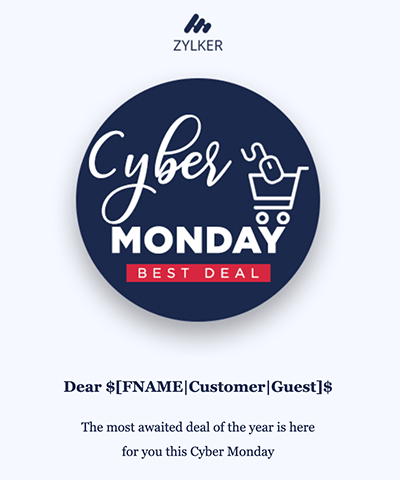 ZYLKER
Cyber
MONDAY
BEST DEAL
Dear $[FNAME|Customer|Guest]$
The most awaited deal of the year is here
for you this Cyber Monday